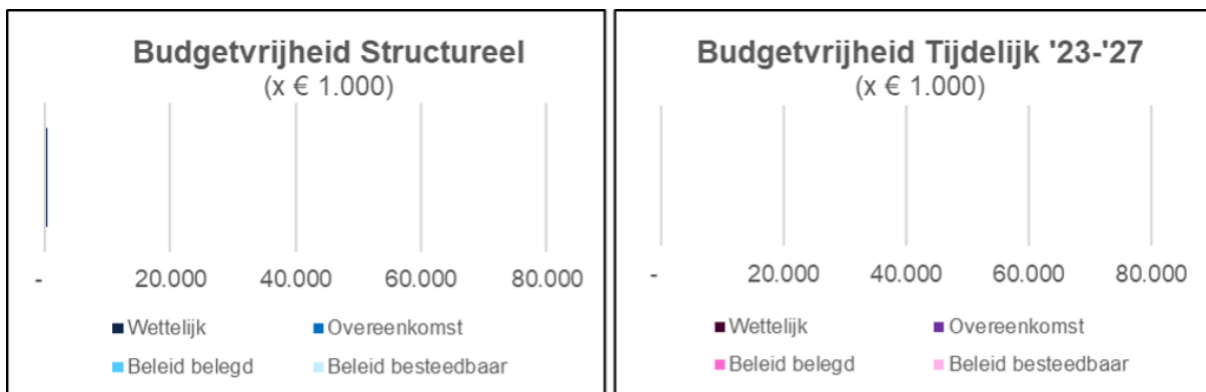 Budgetvrijheid Structureel
(x € 1.000)
- 20.000 40.000 60.000 80.000
Wettelijk Overeenkomst
Beleid belegd Beleid besteedbaar
Budgetvrijheid Tijdelijk '23-'27
(x € 1.000)
- 20.000 40.000 60.000 80.000
Wettelijk Overeenkomst
Beleid belegd Beleid besteedbaar